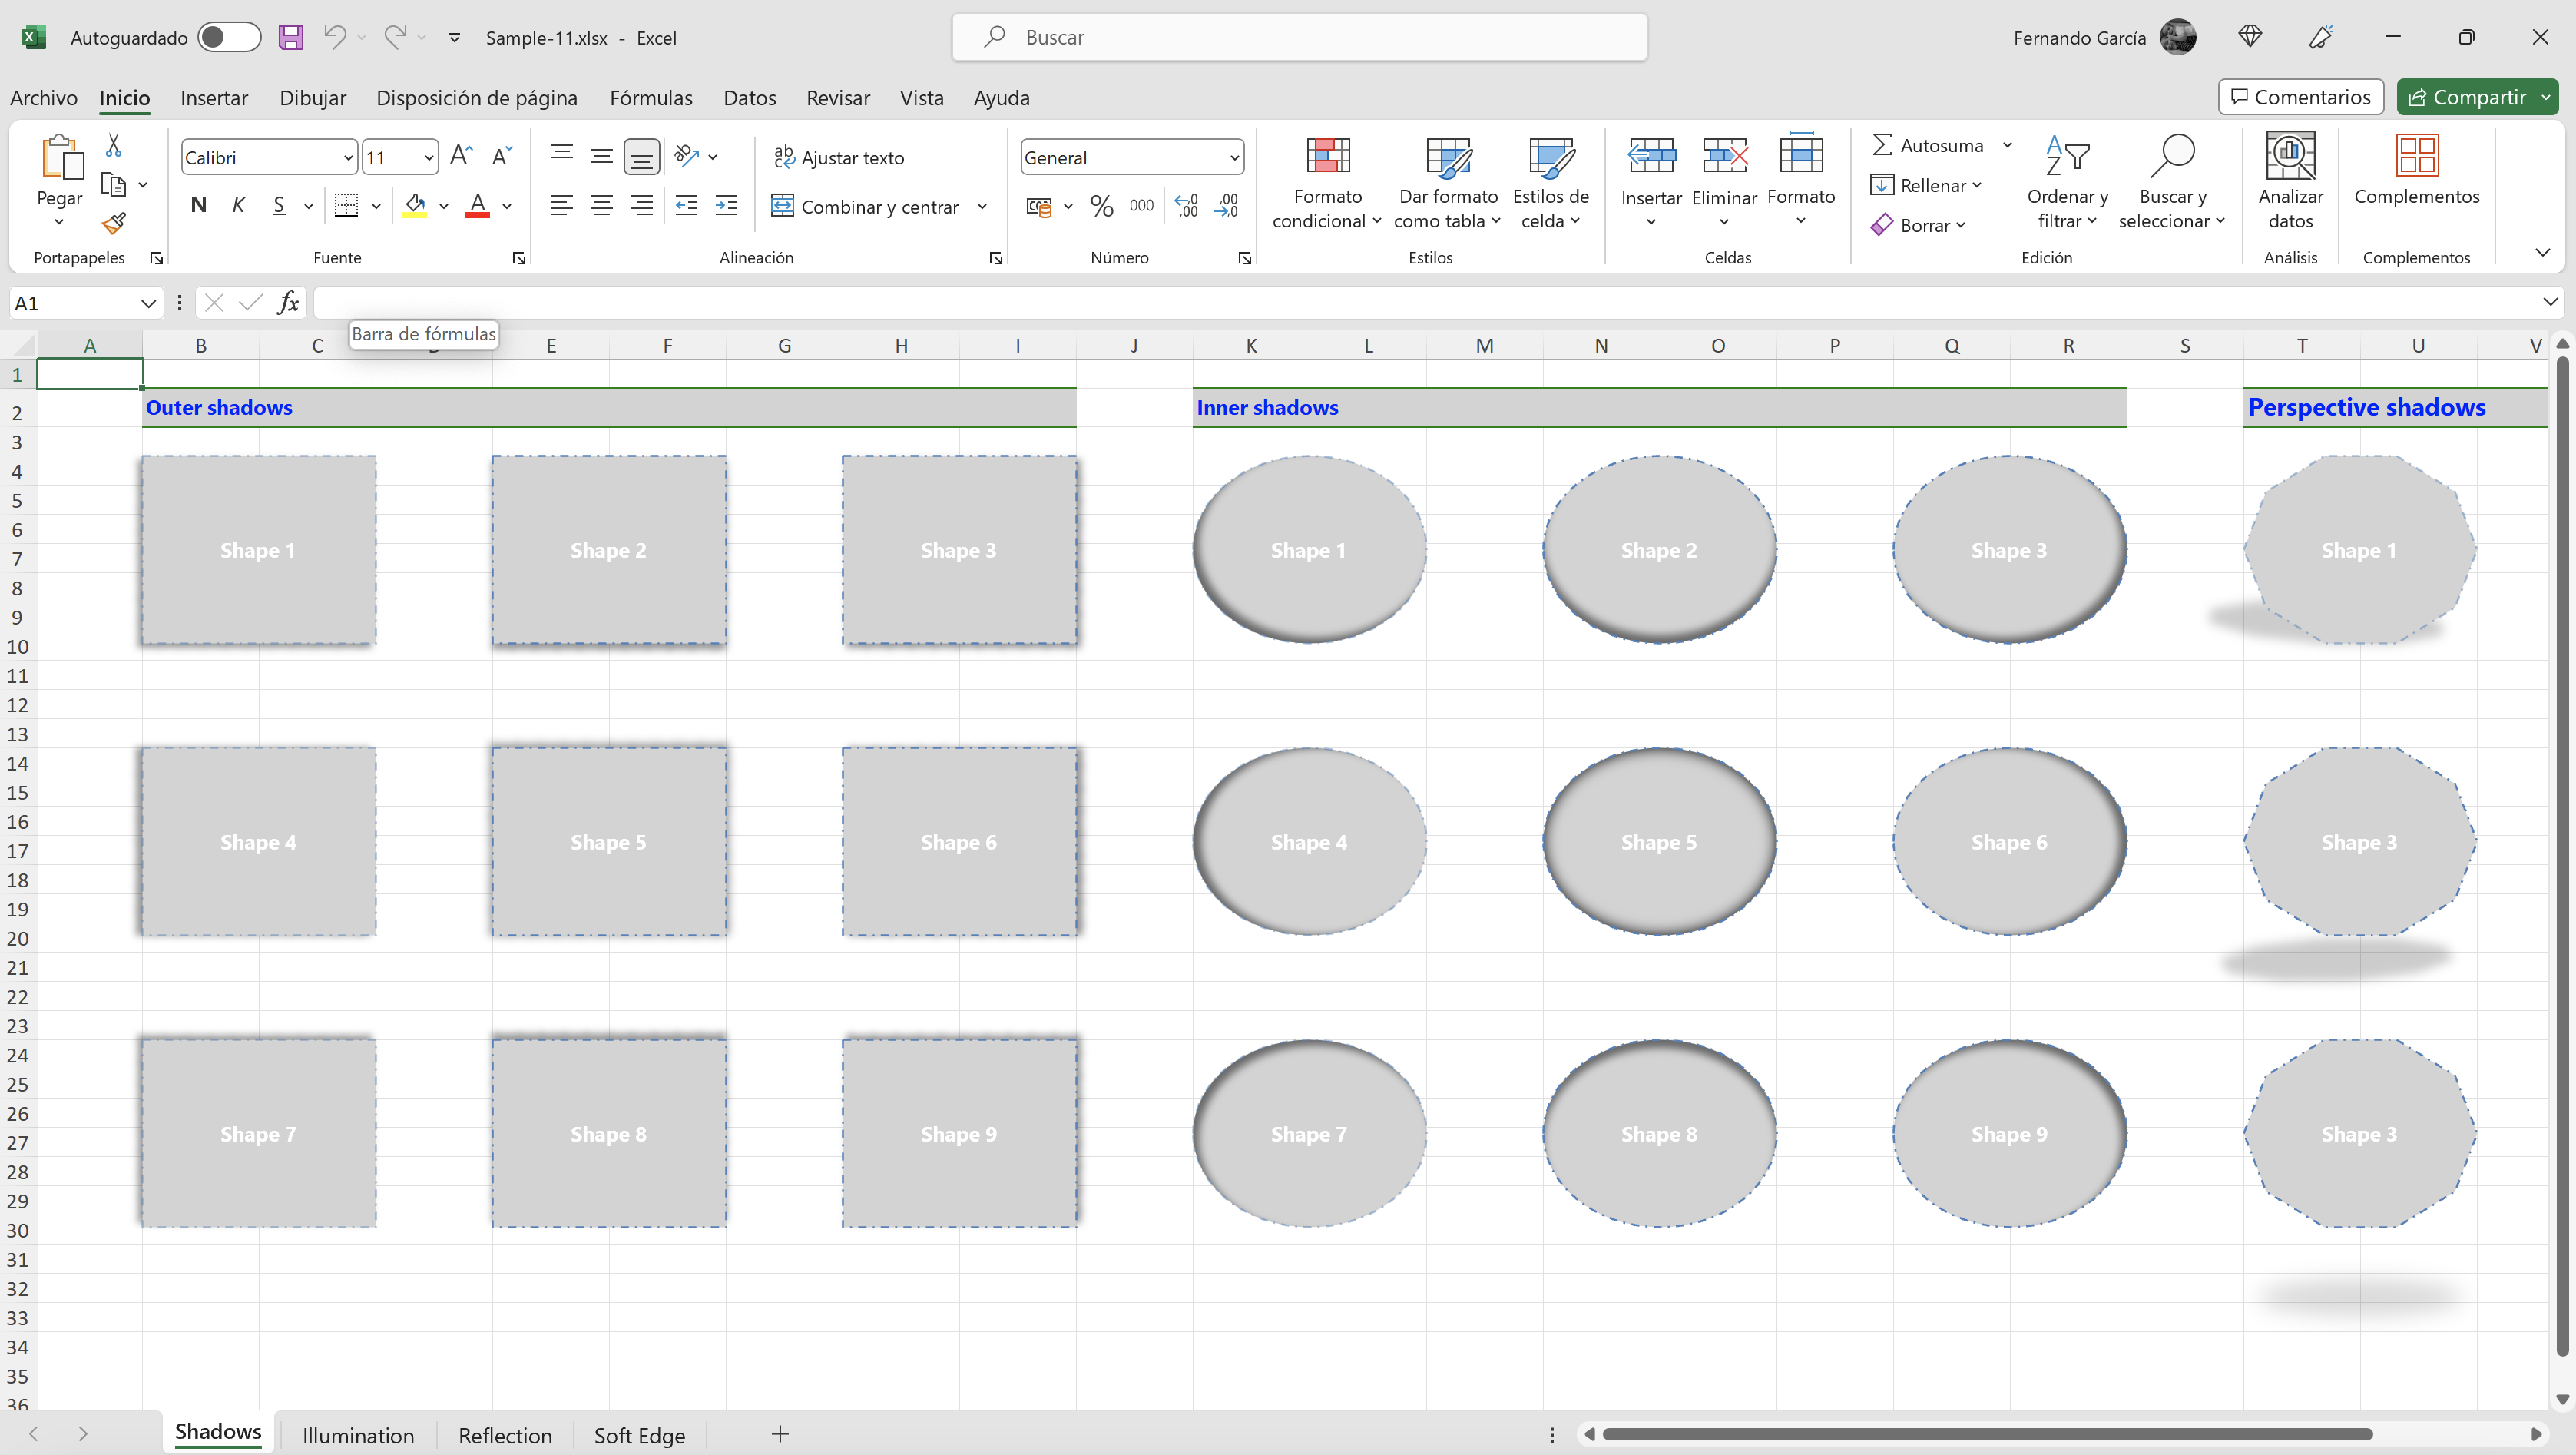 Autoguardado
Sample-11.xlsx - Excel
Buscar
Fernando García
Archivo Inicio Insertar Dibujar Disposición de página Fórmulas Datos Revisar Vista Ayuda
Comentarios
Compartir
Pegar
Portapapeles
Calibri
11
N K S
Fuente
Ajustar texto
Combinar y centrar
Alineación
General
% 000
Número
Formato condicional
Dar formato como tabla
Estilos de celda
Estilos
Insertar
Eliminar
Formato
Celdas
Autosuma
Rellenar
Borrar
Ordenar y filtrar
Buscar y seleccionar
Edición
Analizar datos
Análisis
Complementos
Complementos
A1
fx
Barra de fórmulas
A B C E F G H I J K L M N O P Q R S T U V
1
2
Outer shadows
Inner shadows
Perspective shadows
3
4
5
6
7
Shape 1 Shape 2 Shape 3
Shape 1 Shape 2 Shape 3
Shape 1
8
9
10
11
12
13
14
15
16
17
Shape 4 Shape 5 Shape 6
Shape 4 Shape 5 Shape 6
Shape 3
18
19
20
21
22
23
24
25
26
27
Shape 7 Shape 8 Shape 9
Shape 7 Shape 8 Shape 9
Shape 3
28
29
30
31
32
33
34
35
36
Shadows Illumination Reflection Soft Edge